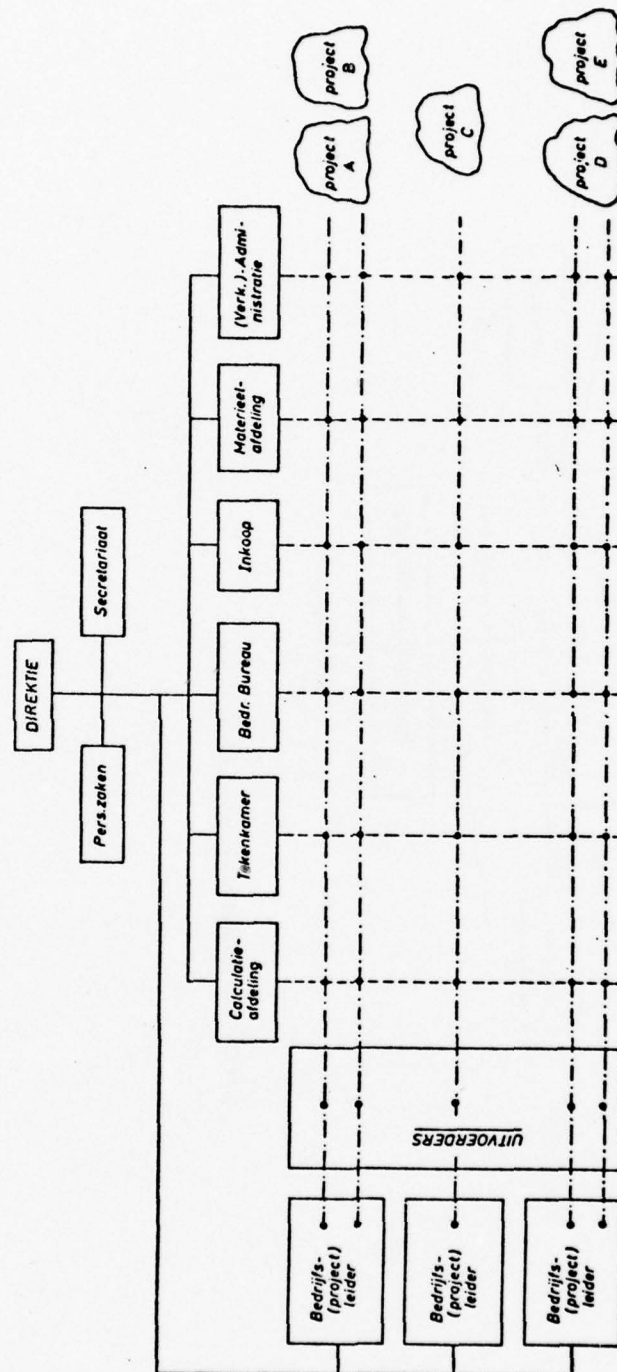 DIREKTIE
Pers.zaken
Secretariaat
Calculatie-
afdeling
Tekenkamer
Bedr. Bureau
Inkoop
Materieel-
afdeling
(Verk.)-Admi-
nistratie
Bedrijfs-
(project)
leider
UITVOERDERS
project
A
project
B
Bedrijfs-
(project)
leider
project
C
Bedrijfs-
(project)
leider
project
D
project
E